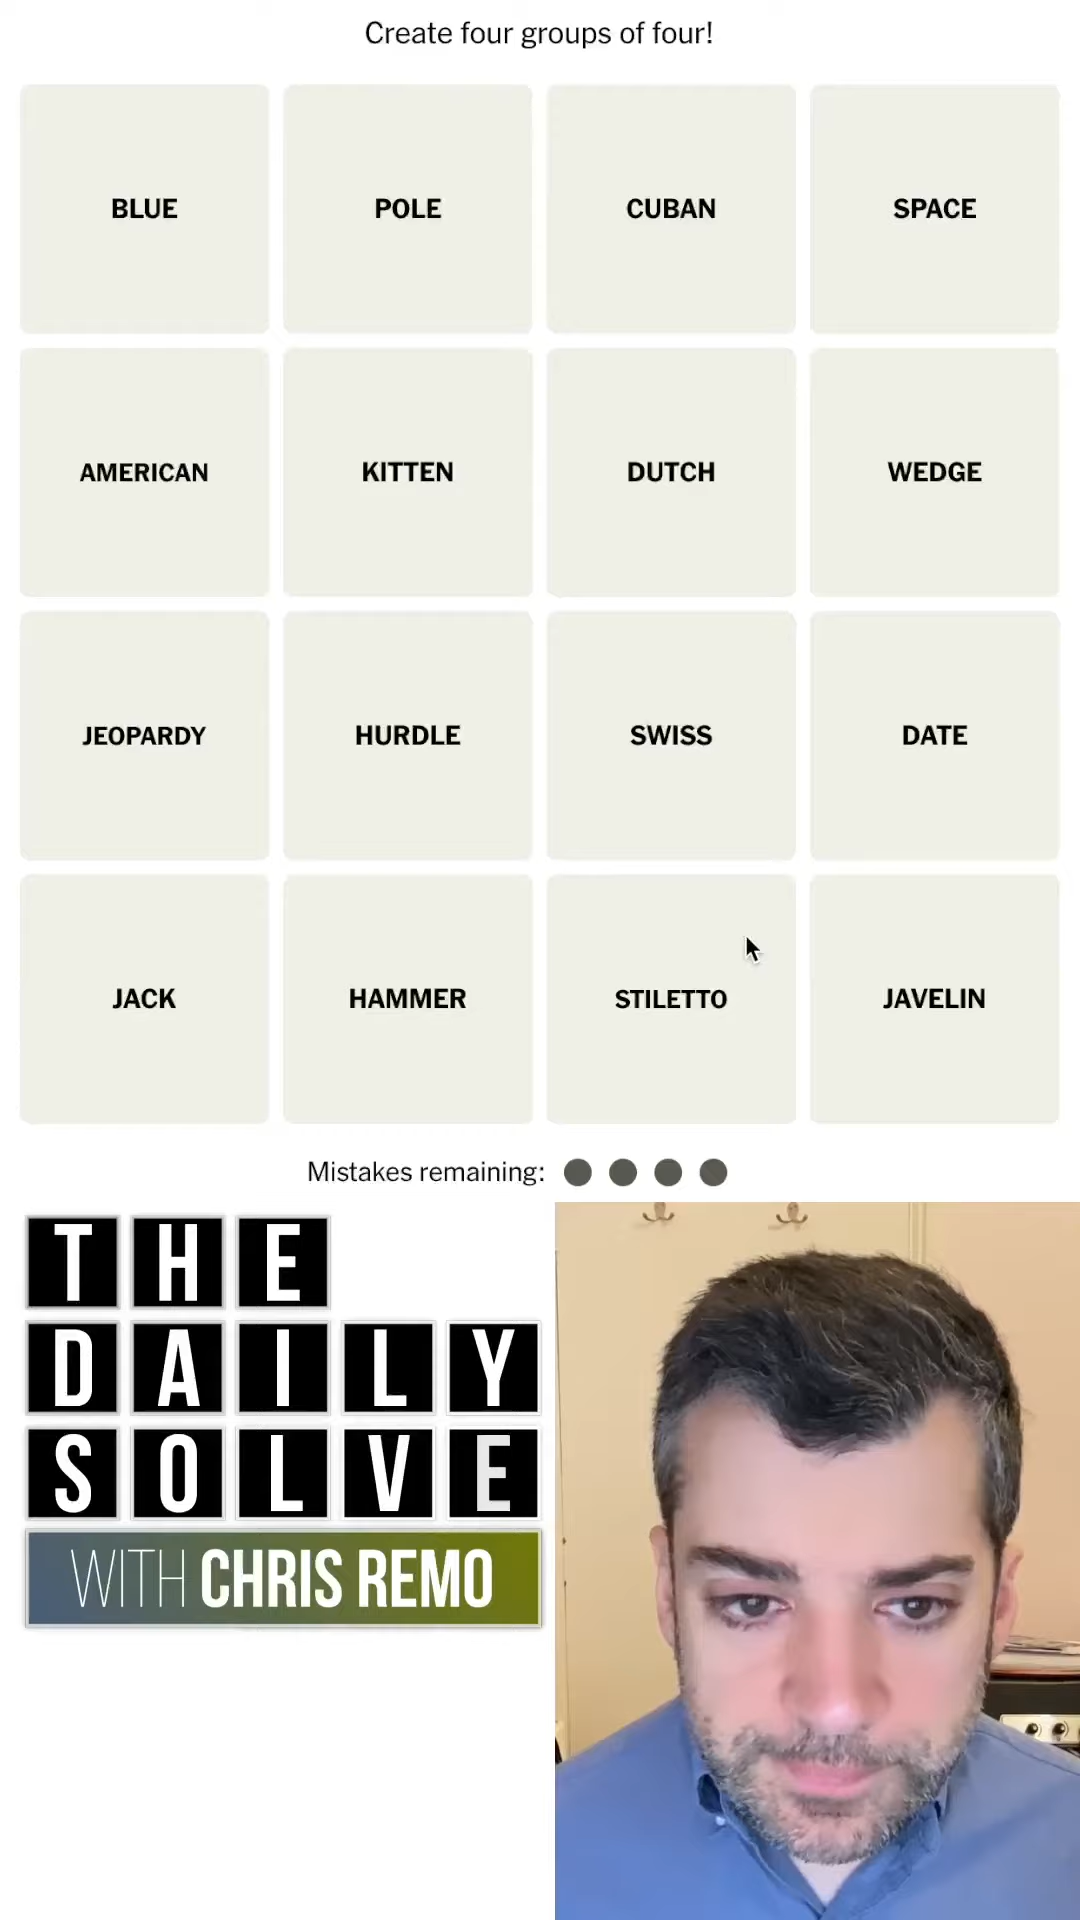 Create four groups of four!
BLUE POLE CUBAN SPACE
AMERICAN KITTEN DUTCH WEDGE
JEOPARDY HURDLE SWISS DATE
JACK HAMMER STILETTO JAVELIN
Mistakes remaining:
THE
DAILY
SOLVE
WITH CHRIS REMO